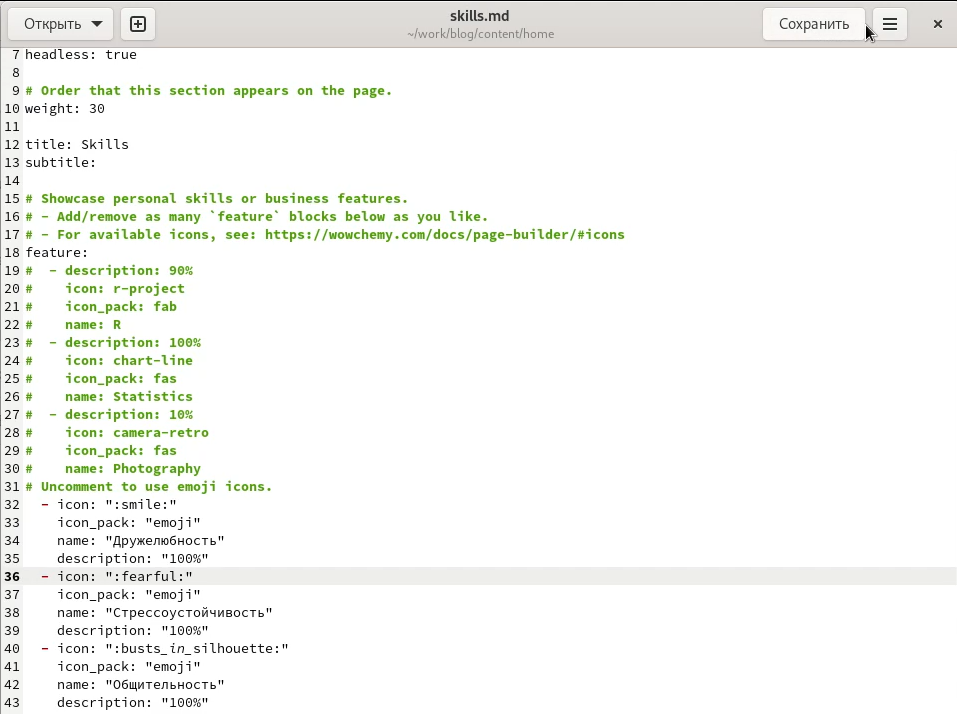 Открыть
skills.md
~/work/blog/content/home
Сохранить
7 headless: true
8
9 # Order that this section appears on the page.
10 weight: 30
11
12 title: Skills
13 subtitle:
14
15 # Showcase personal skills or business features.
16 # - Add/remove as many `feature` blocks below as you like.
17 # - For available icons, see: https://wowchemy.com/docs/page-builder/#icons
18 feature:
19 #  - description: 90%
20 #    icon: r-project
21 #    icon_pack: fab
22 #    name: R
23 #  - description: 100%
24 #    icon: chart-line
25 #    icon_pack: fas
26 #    name: Statistics
27 #  - description: 10%
28 #    icon: camera-retro
29 #    icon_pack: fas
30 #    name: Photography
31 # Uncomment to use emoji icons.
32   - icon: ":smile:"
33     icon_pack: "emoji"
34     name: "Дружелюбность"
35     description: "100%"
36   - icon: ":fearful:"
37     icon_pack: "emoji"
38     name: "Стрессоустойчивость"
39     description: "100%"
40   - icon: ":busts_in_silhouette:"
41     icon_pack: "emoji"
42     name: "Общительность"
43     description: "100%"